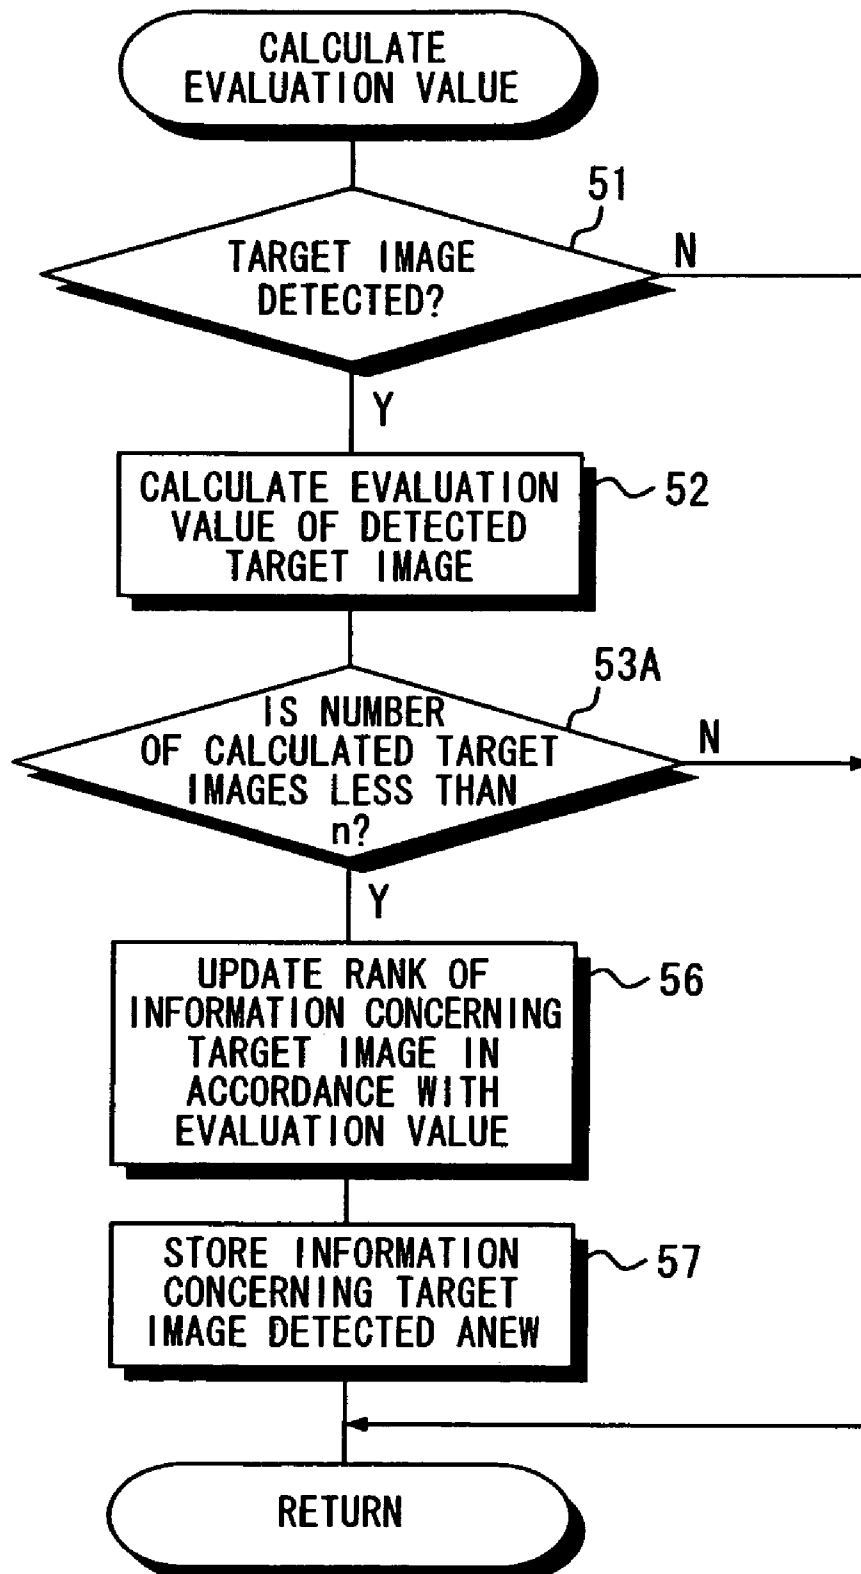 CALCULATE
EVALUATION VALUE
51
TARGET IMAGE
DETECTED?
N
Y
CALCULATE EVALUATION
VALUE OF DETECTED
TARGET IMAGE
52
53A
IS NUMBER
OF CALCULATED TARGET
IMAGES LESS THAN
n?
N
Y
UPDATE RANK OF
INFORMATION CONCERNING
TARGET IMAGE IN
ACCORDANCE WITH
EVALUATION VALUE
56
STORE INFORMATION
CONCERNING TARGET
IMAGE DETECTED ANEW
57
RETURN